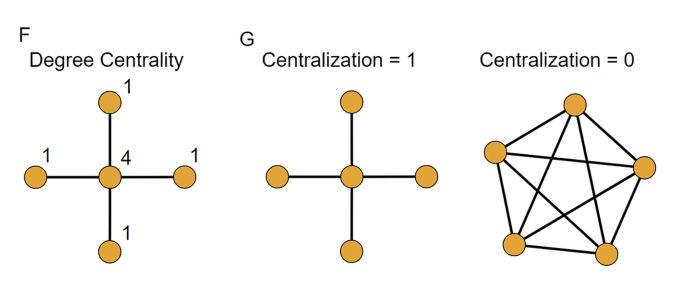 F
Degree Centrality
1
1
4
1
1
G
Centralization = 1
Centralization = 0